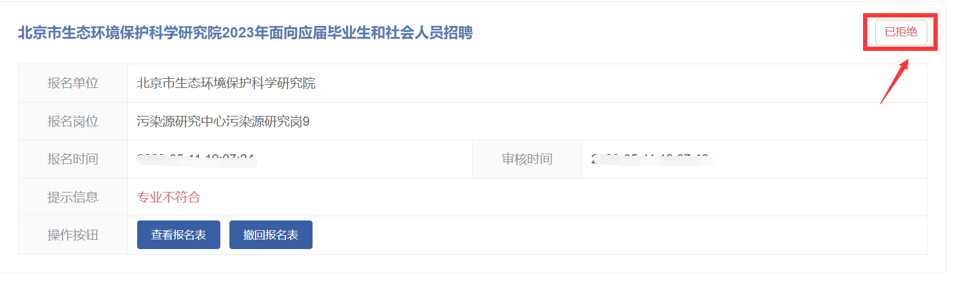 北京市生态环境保护科学研究院2023年面向应届毕业生和社会人员招聘 已拒绝
报名单位 北京市生态环境保护科学研究院
报名岗位 污染源研究中心污染源研究岗9
报名时间 审核时间
提示信息 专业不符合
操作按钮 查看报名表 撤回报名表